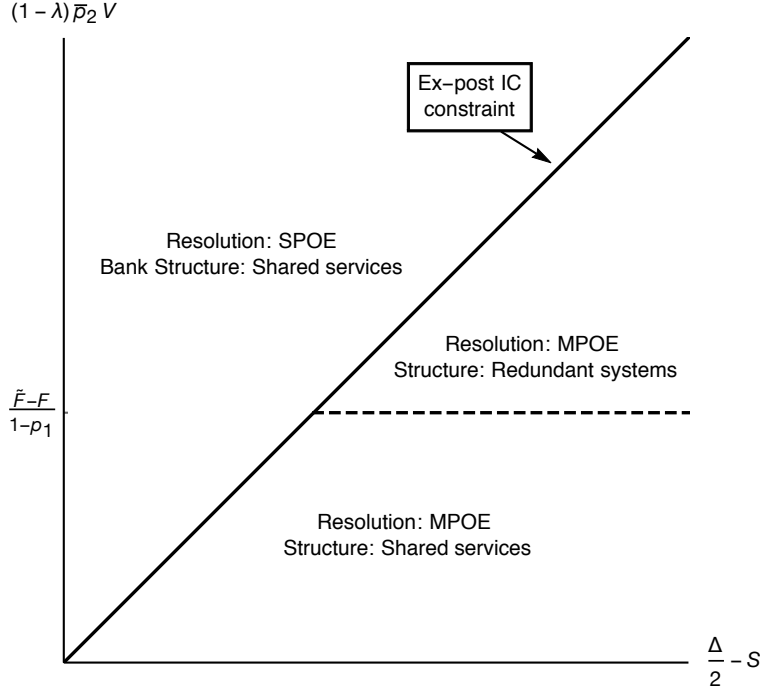 (1 − λ) p̅₂ V
Ex−post IC
constraint
Resolution: SPOE
Bank Structure: Shared services
Resolution: MPOE
Structure: Redundant systems
F̃−F
1−p₁
Resolution: MPOE
Structure: Shared services
Δ
2
− S